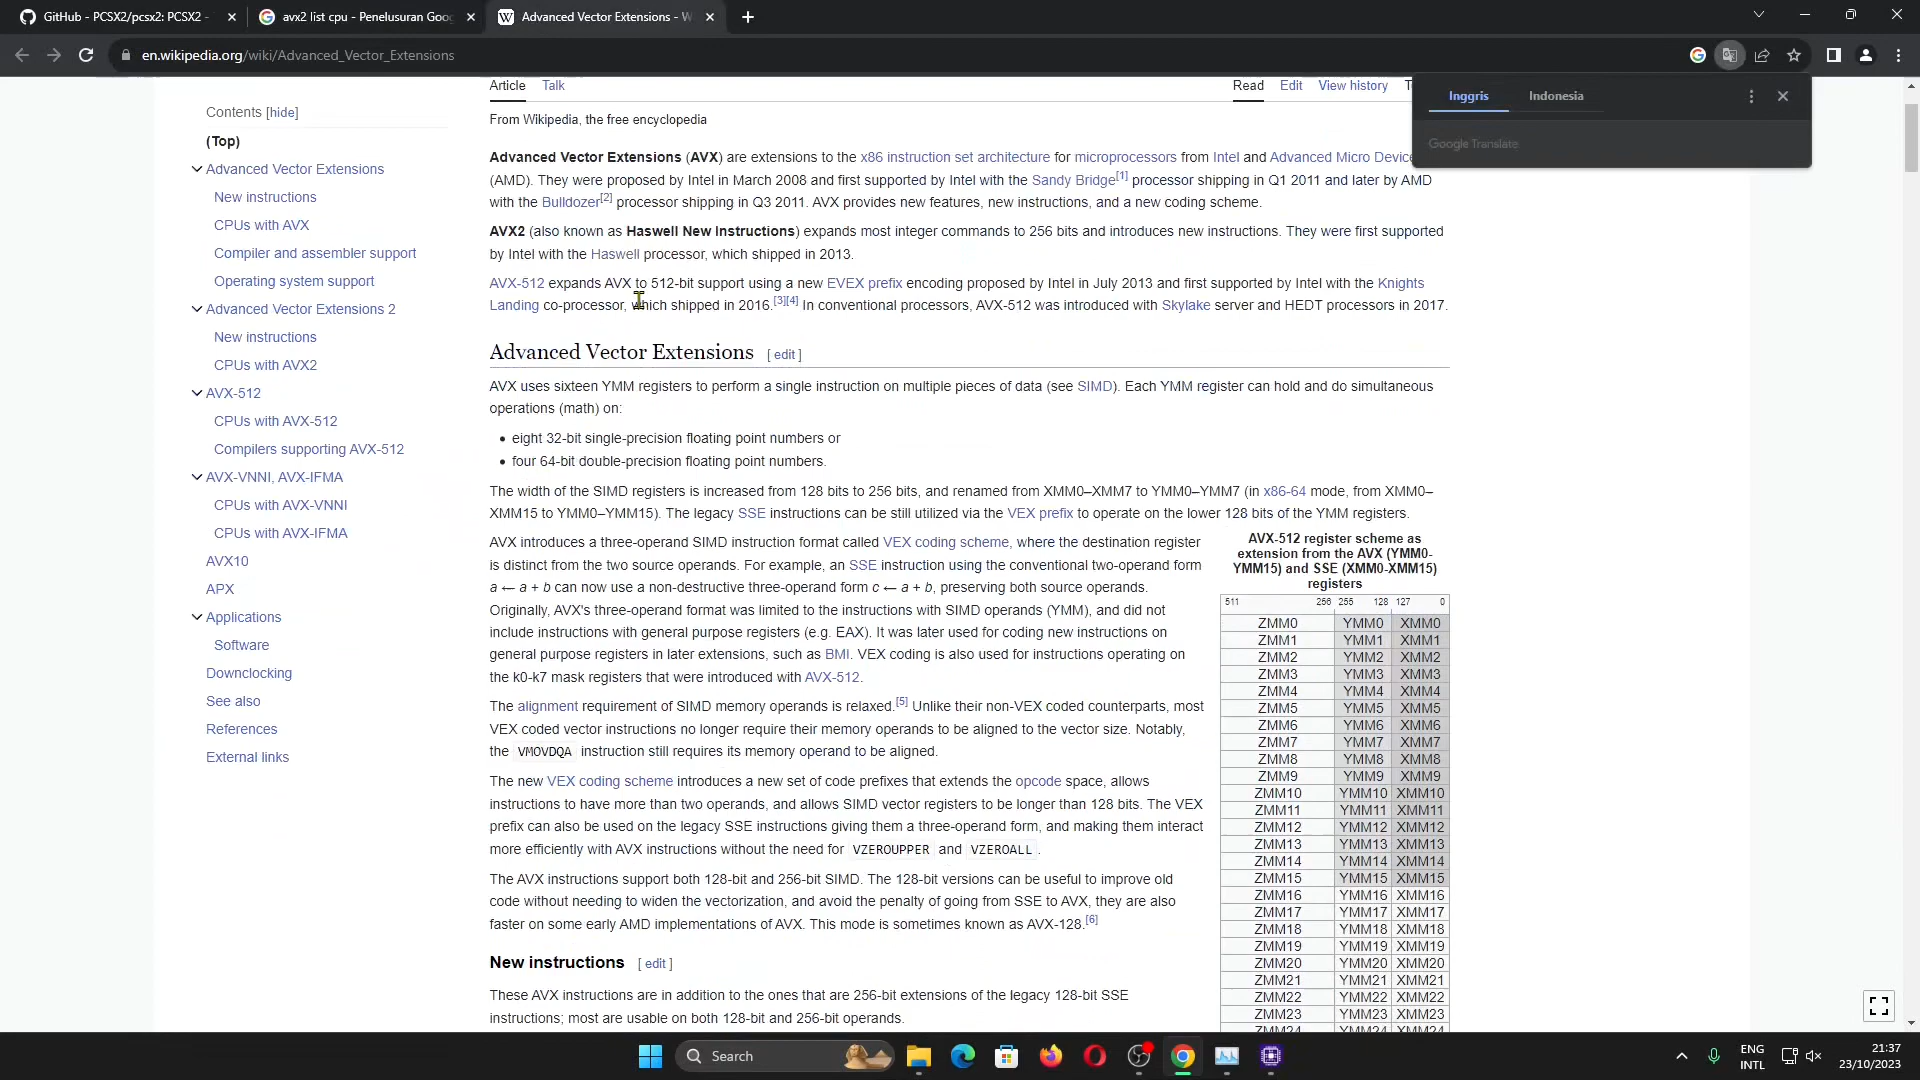 GitHub - PCSX2/pcsx2: PCSX2 -
avx2 list cpu - Penelusuran Goog
Advanced Vector Extensions - W
en.wikipedia.org/wiki/Advanced_Vector_Extensions
Inggris
Indonesia
Google Translate
Contents [hide]
(Top)
Advanced Vector Extensions
New instructions
CPUs with AVX
Compiler and assembler support
Operating system support
Advanced Vector Extensions 2
New instructions
CPUs with AVX2
AVX-512
CPUs with AVX-512
Compilers supporting AVX-512
AVX-VNNI, AVX-IFMA
CPUs with AVX-VNNI
CPUs with AVX-IFMA
AVX10
APX
Applications
Software
Downclocking
See also
References
External links
Article Talk
Read Edit View history
From Wikipedia, the free encyclopedia
Advanced Vector Extensions (AVX) are extensions to the x86 instruction set architecture for microprocessors from Intel and Advanced Micro Device
(AMD). They were proposed by Intel in March 2008 and first supported by Intel with the Sandy Bridge[1] processor shipping in Q1 2011 and later by AMD
with the Bulldozer[2] processor shipping in Q3 2011. AVX provides new features, new instructions, and a new coding scheme.
AVX2 (also known as Haswell New Instructions) expands most integer commands to 256 bits and introduces new instructions. They were first supported
by Intel with the Haswell processor, which shipped in 2013.
AVX-512 expands AVX to 512-bit support using a new EVEX prefix encoding proposed by Intel in July 2013 and first supported by Intel with the Knights
Landing co-processor, which shipped in 2016.[3][4] In conventional processors, AVX-512 was introduced with Skylake server and HEDT processors in 2017.
Advanced Vector Extensions [ edit ]
AVX uses sixteen YMM registers to perform a single instruction on multiple pieces of data (see SIMD). Each YMM register can hold and do simultaneous
operations (math) on:
• eight 32-bit single-precision floating point numbers or
• four 64-bit double-precision floating point numbers.
The width of the SIMD registers is increased from 128 bits to 256 bits, and renamed from XMM0–XMM7 to YMM0–YMM7 (in x86-64 mode, from XMM0–
XMM15 to YMM0–YMM15). The legacy SSE instructions can be still utilized via the VEX prefix to operate on the lower 128 bits of the YMM registers.
AVX introduces a three-operand SIMD instruction format called VEX coding scheme, where the destination register
is distinct from the two source operands. For example, an SSE instruction using the conventional two-operand form
a ← a + b can now use a non-destructive three-operand form c ← a + b, preserving both source operands.
Originally, AVX's three-operand format was limited to the instructions with SIMD operands (YMM), and did not
include instructions with general purpose registers (e.g. EAX). It was later used for coding new instructions on
general purpose registers in later extensions, such as BMI. VEX coding is also used for instructions operating on
the k0-k7 mask registers that were introduced with AVX-512.
The alignment requirement of SIMD memory operands is relaxed.[5] Unlike their non-VEX coded counterparts, most
VEX coded vector instructions no longer require their memory operands to be aligned to the vector size. Notably,
the VMOVDQA instruction still requires its memory operand to be aligned.
The new VEX coding scheme introduces a new set of code prefixes that extends the opcode space, allows
instructions to have more than two operands, and allows SIMD vector registers to be longer than 128 bits. The VEX
prefix can also be used on the legacy SSE instructions giving them a three-operand form, and making them interact
more efficiently with AVX instructions without the need for VZEROUPPER and VZEROALL.
The AVX instructions support both 128-bit and 256-bit SIMD. The 128-bit versions can be useful to improve old
code without needing to widen the vectorization, and avoid the penalty of going from SSE to AVX, they are also
faster on some early AMD implementations of AVX. This mode is sometimes known as AVX-128.[6]
New instructions [ edit ]
These AVX instructions are in addition to the ones that are 256-bit extensions of the legacy 128-bit SSE
instructions; most are usable on both 128-bit and 256-bit operands.
AVX-512 register scheme as
extension from the AVX (YMM0-
YMM15) and SSE (XMM0-XMM15)
registers
511 256 255 128 127 0
ZMM0 YMM0 XMM0
ZMM1 YMM1 XMM1
ZMM2 YMM2 XMM2
ZMM3 YMM3 XMM3
ZMM4 YMM4 XMM4
ZMM5 YMM5 XMM5
ZMM6 YMM6 XMM6
ZMM7 YMM7 XMM7
ZMM8 YMM8 XMM8
ZMM9 YMM9 XMM9
ZMM10 YMM10 XMM10
ZMM11 YMM11 XMM11
ZMM12 YMM12 XMM12
ZMM13 YMM13 XMM13
ZMM14 YMM14 XMM14
ZMM15 YMM15 XMM15
ZMM16 YMM16 XMM16
ZMM17 YMM17 XMM17
ZMM18 YMM18 XMM18
ZMM19 YMM19 XMM19
ZMM20 YMM20 XMM20
ZMM21 YMM21 XMM21
ZMM22 YMM22 XMM22
ZMM23 YMM23 XMM23
ZMM24 YMM24 XMM24
Search
ENG
INTL
21:37
23/10/2023